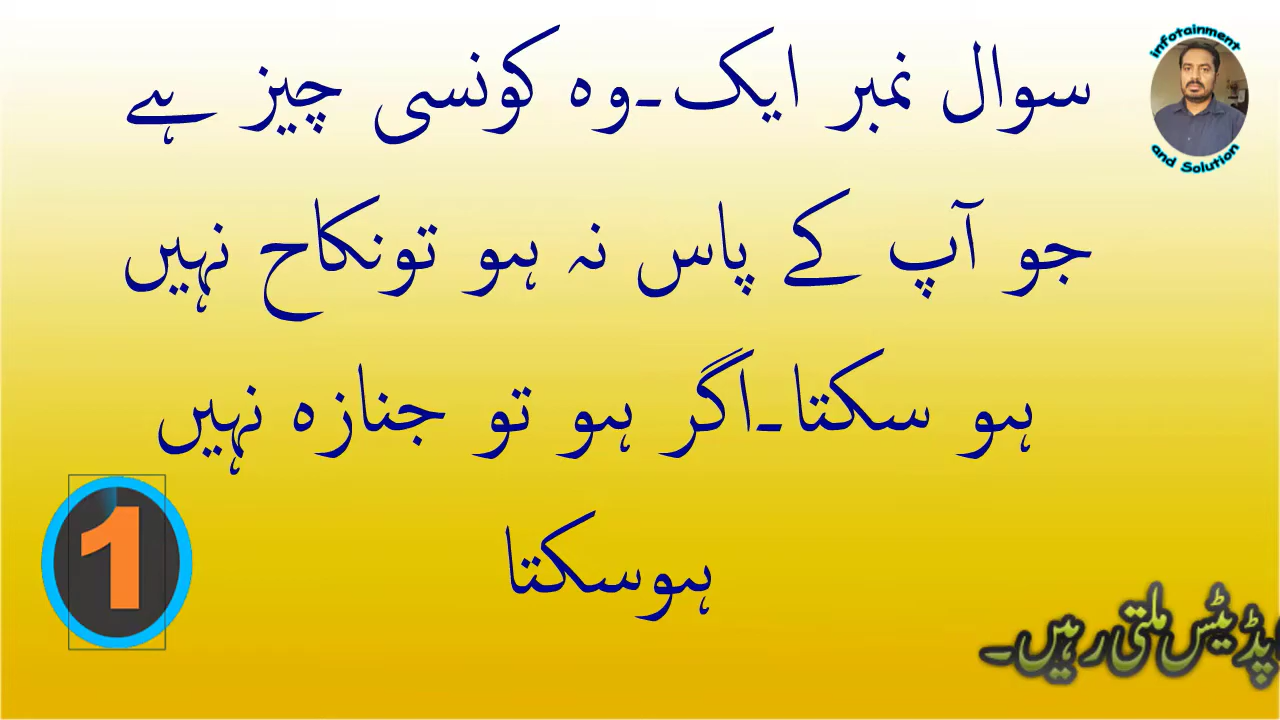 سوال نمبر ایک۔وہ کونسی چیز ہے
جو آپ کے پاس نہ ہو تونکاح نہیں
ہو سکتا۔اگر ہو تو جنازہ نہیں
ہوسکتا
infotainment
and Solution
1
پڈیٹس ملتی رہیں۔